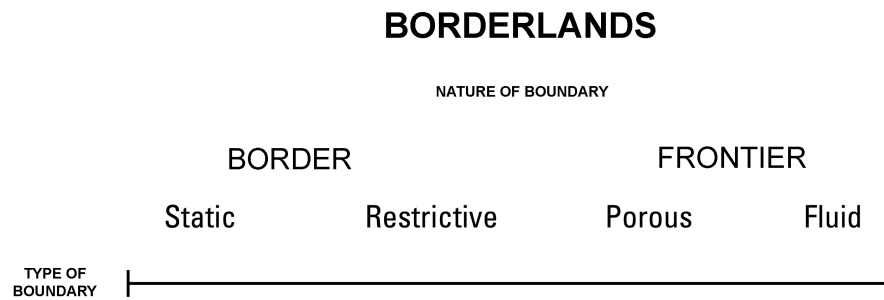 BORDERLANDS
NATURE OF BOUNDARY
BORDER FRONTIER
Static Restrictive Porous Fluid
TYPE OF
BOUNDARY